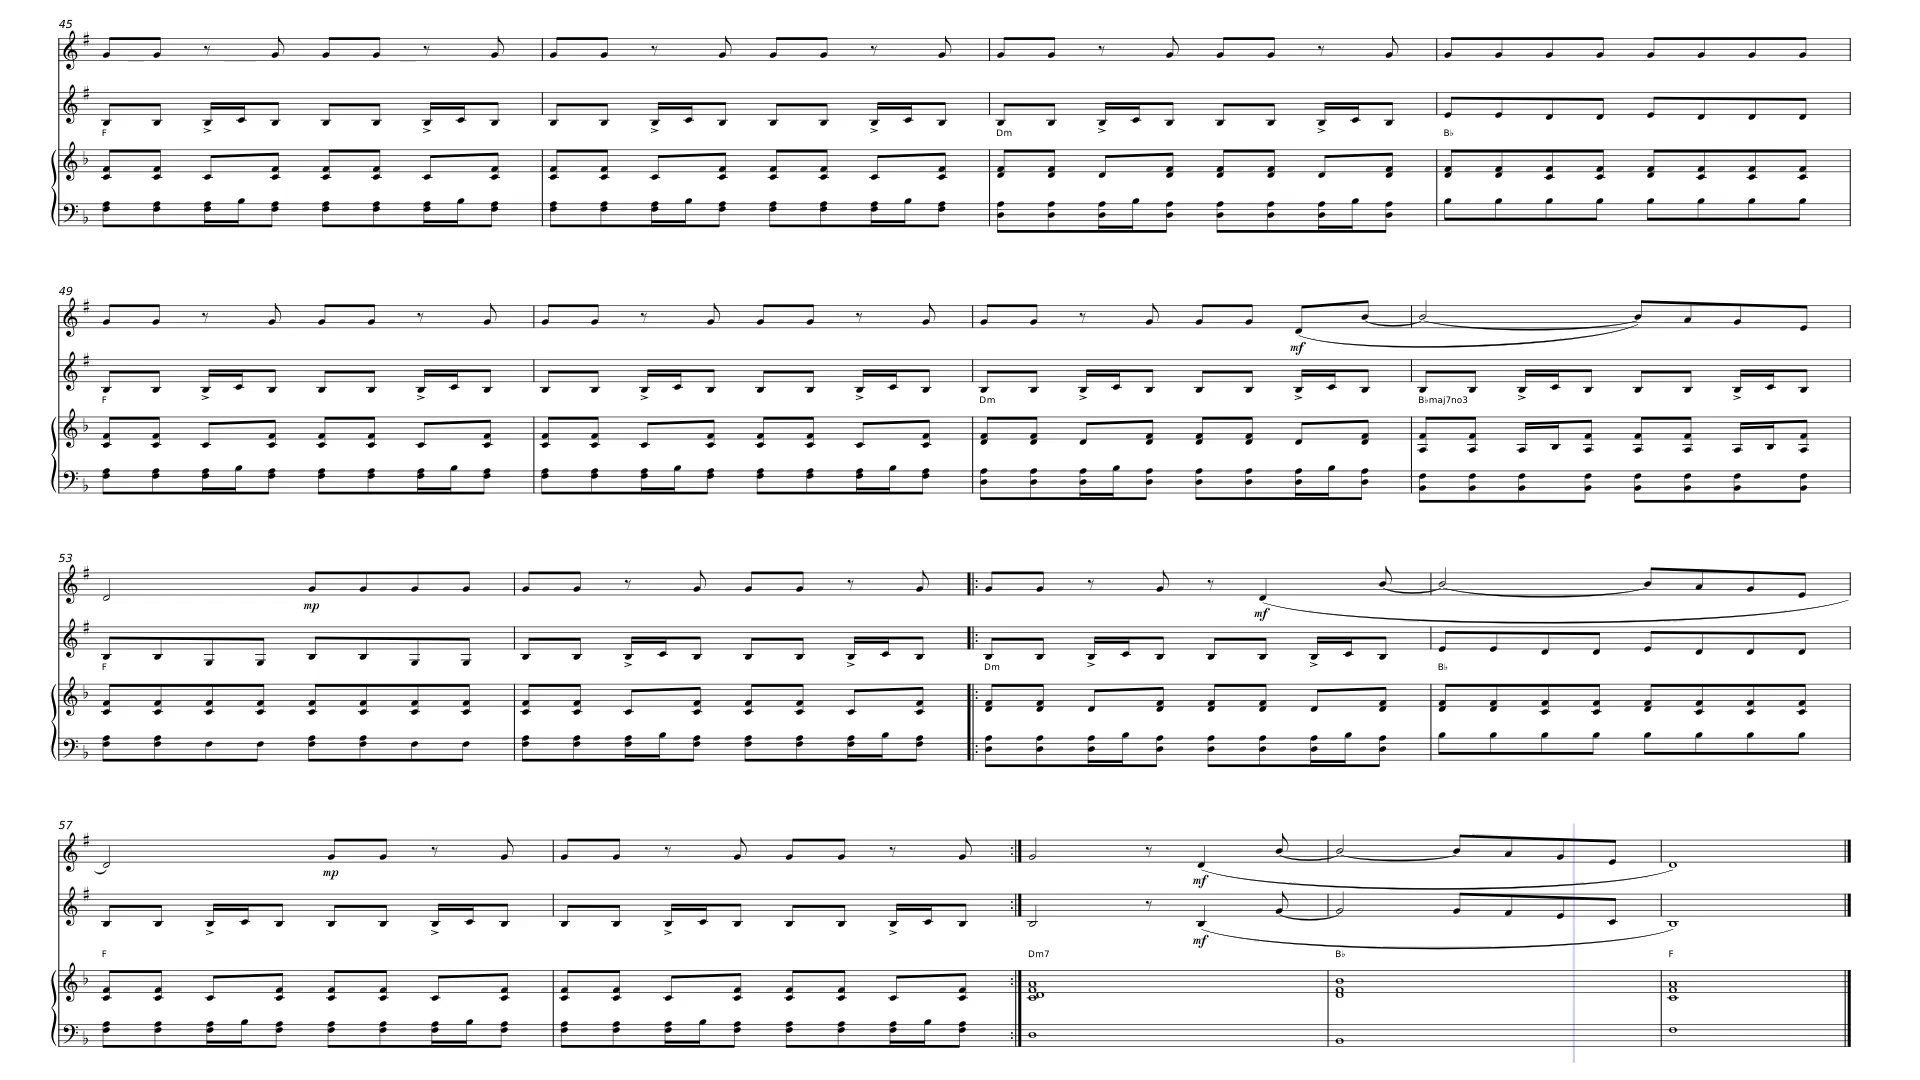 45
F Dm B♭
49
mf
F Dm B♭maj7no3
53
mp mf
F Dm B♭
57
mp mf
mf
F Dm7 B♭ F